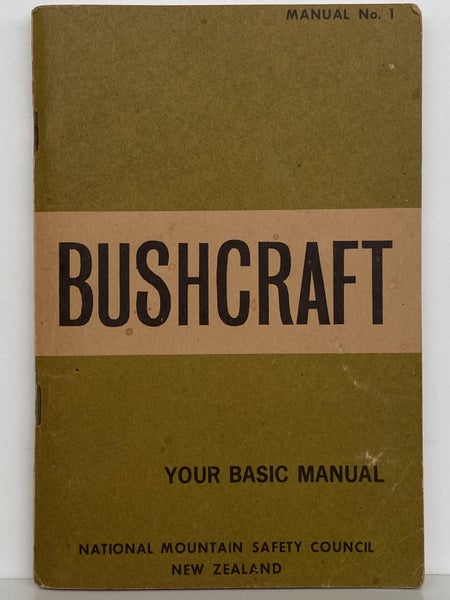 MANUAL No. 1
BUSHCRAFT
YOUR BASIC MANUAL
NATIONAL MOUNTAIN SAFETY COUNCIL
NEW ZEALAND